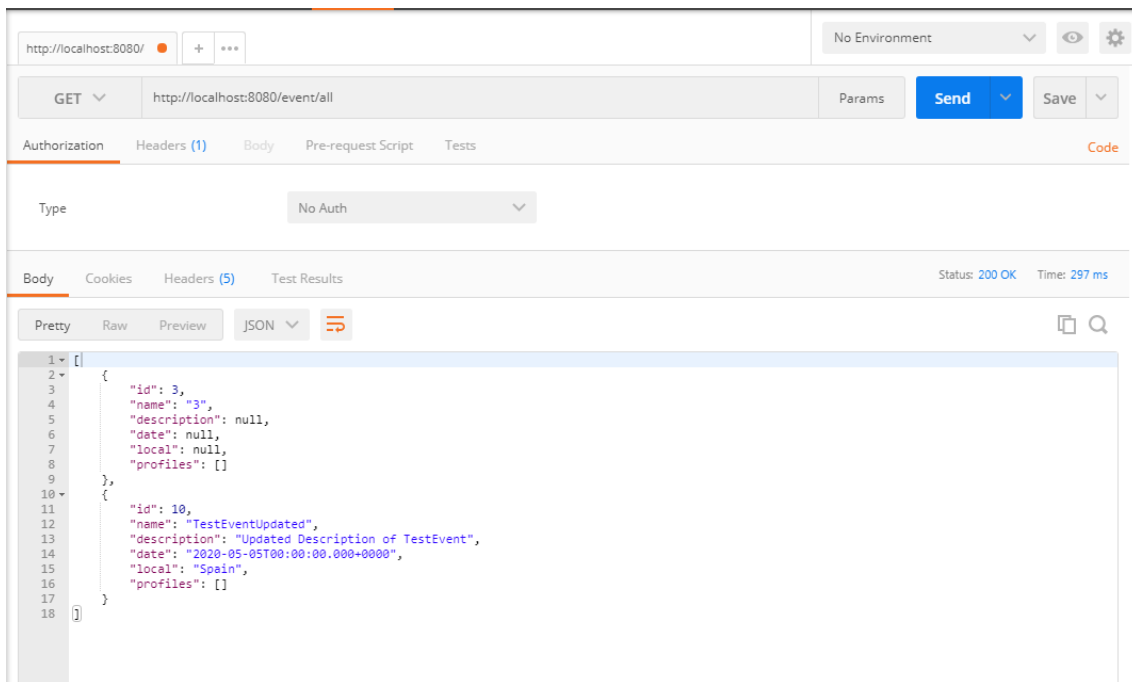 http://localhost:8080/ + ••• No Environment
GET http://localhost:8080/event/all Params Send Save
Authorization Headers (1) Body Pre-request Script Tests Code
Type No Auth
Body Cookies Headers (5) Test Results Status: 200 OK Time: 297 ms
Pretty Raw Preview JSON
1 [
2 {
3 "id": 3,
4 "name": "3",
5 "description": null,
6 "date": null,
7 "local": null,
8 "profiles": []
9 },
10 {
11 "id": 10,
12 "name": "TestEventUpdated",
13 "description": "Updated Description of TestEvent",
14 "date": "2020-05-05T00:00:00.000+0000",
15 "local": "Spain",
16 "profiles": []
17 }
18 ]